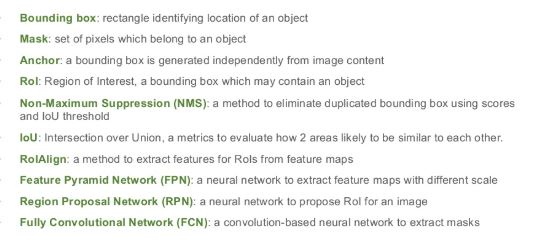 Bounding box: rectangle identifying location of an object
Mask: set of pixels which belong to an object
Anchor: a bounding box is generated independently from image content
RoI: Region of Interest, a bounding box which may contain an object
Non-Maximum Suppression (NMS): a method to eliminate duplicated bounding box using scores
and IoU threshold
IoU: Intersection over Union, a metrics to evaluate how 2 areas likely to be similar to each other.
RoIAlign: a method to extract features for RoIs from feature maps
Feature Pyramid Network (FPN): a neural network to extract feature maps with different scale
Region Proposal Network (RPN): a neural network to propose RoI for an image
Fully Convolutional Network (FCN): a convolution-based neural network to extract masks